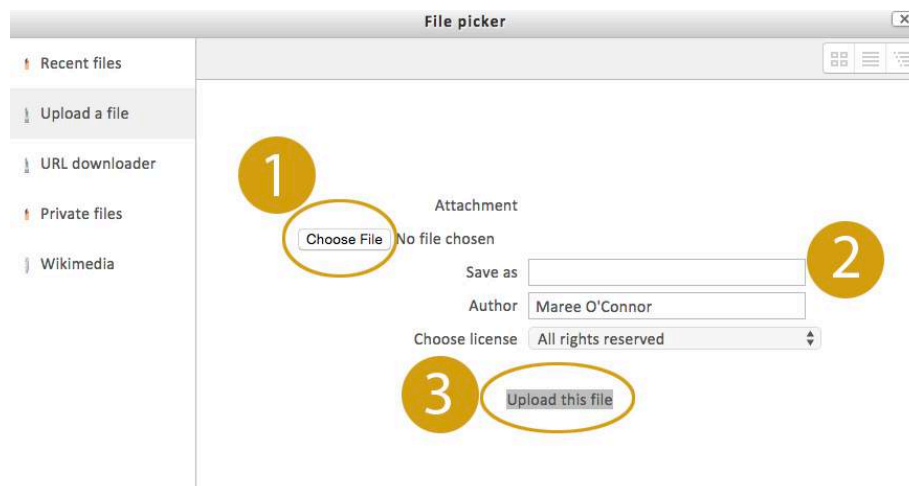 File picker
Recent files
Upload a file
URL downloader
Private files
Wikimedia
1
Attachment
Choose File No file chosen
2
Save as
Author Maree O'Connor
Choose license All rights reserved
3
Upload this file